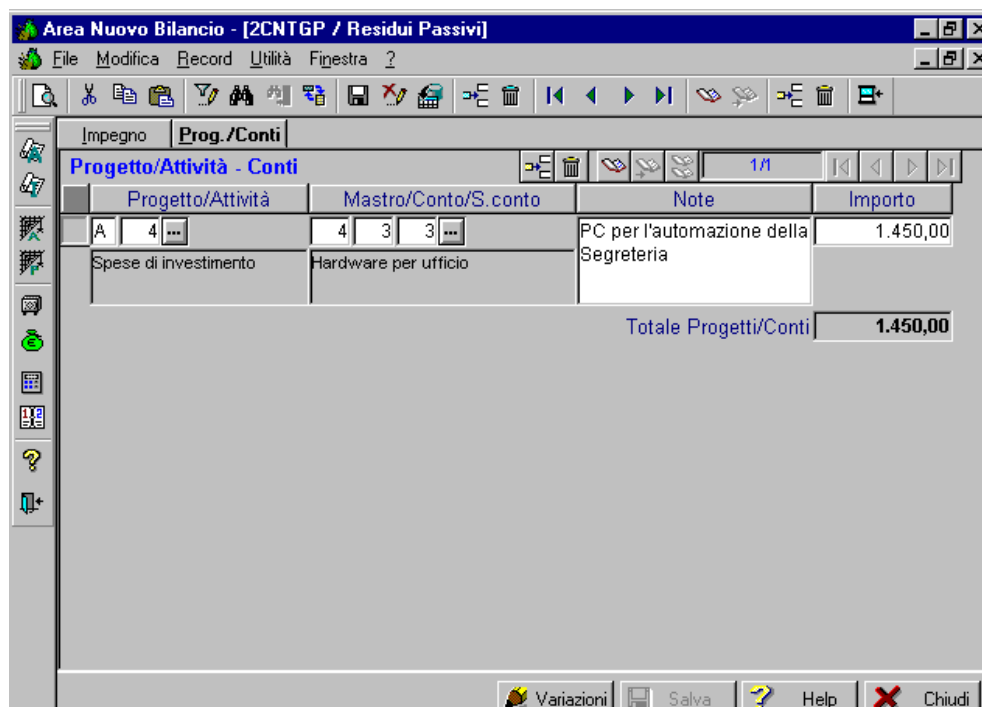 Area Nuovo Bilancio - [2CNTGP / Residui Passivi]
File Modifica Record Utilità Finestra ?
Impegno Prog./Conti
Progetto/Attività - Conti 1/1
Progetto/Attività Mastro/Conto/S.conto Note Importo
A 4 ... 4 3 3 ... PC per l'automazione della 1.450,00
Spese di investimento Hardware per ufficio Segreteria
Totale Progetti/Conti 1.450,00
Variazioni Salva Help Chiudi